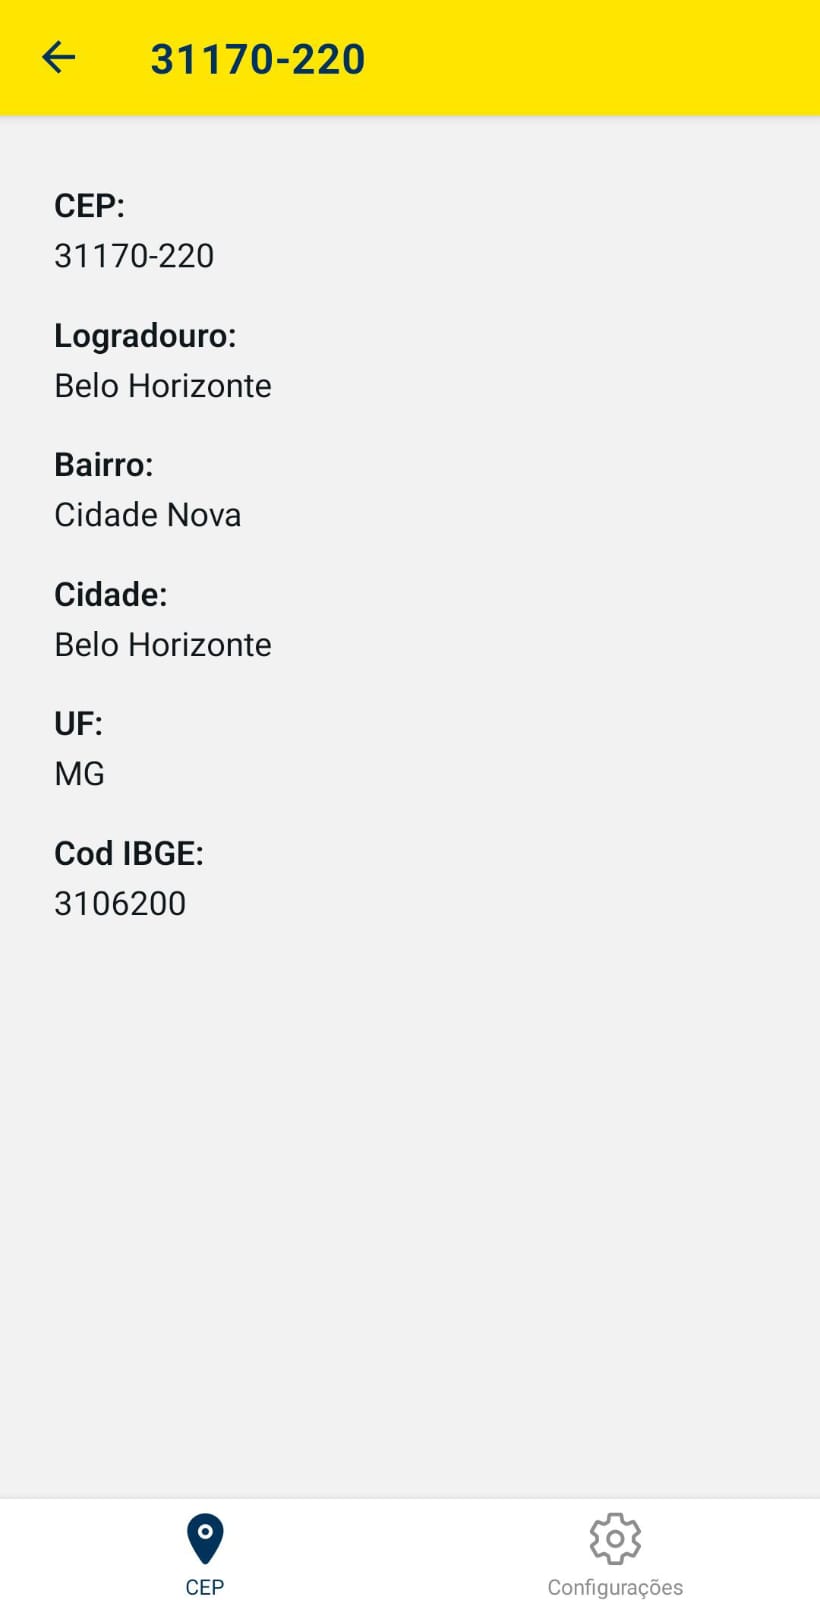 31170-220
CEP:
31170-220
Logradouro:
Belo Horizonte
Bairro:
Cidade Nova
Cidade:
Belo Horizonte
UF:
MG
Cod IBGE:
3106200
CEP
Configurações